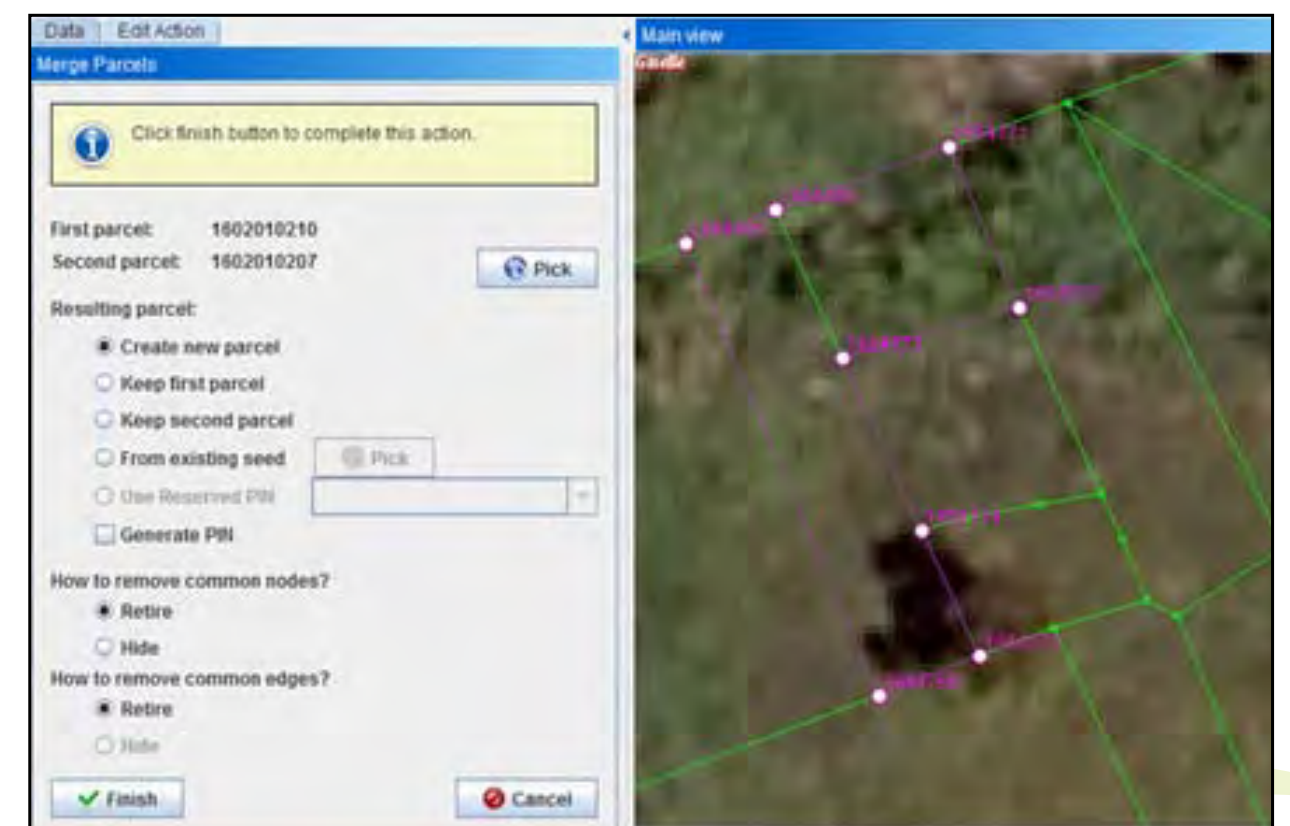 Data
Edit Action
Merge Parcels
Click finish button to complete this action.
First parcel: 1602010210
Second parcel: 1602010207
Pick
Resulting parcel:
Create new parcel
Keep first parcel
Keep second parcel
From existing seed
Pick
Use Reserved PIN
Generate PIN
How to remove common nodes?
Retire
Hide
How to remove common edges?
Retire
Hide
Finish
Cancel
Main view